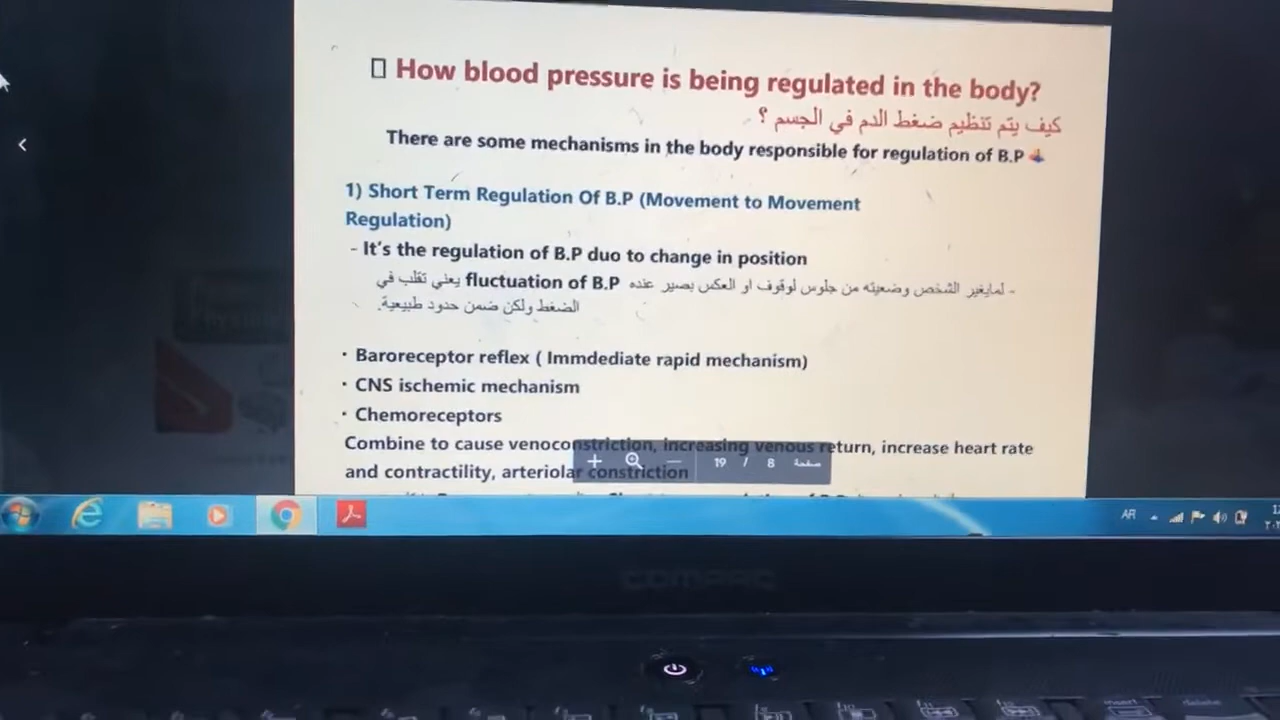 How blood pressure is being regulated in the body?
كيف يتم تنظيم ضغط الدم في الجسم ؟
There are some mechanisms in the body responsible for regulation of B.P
1) Short Term Regulation Of B.P (Movement to Movement
Regulation)
- It's the regulation of B.P duo to change in position
- لمايغير الشخص وضعيته من جلوس لوقوف او العكس بصير عنده fluctuation of B.P يعني تقلب في
الضغط ولكن ضمن حدود طبيعية.
· Baroreceptor reflex ( Immdediate rapid mechanism)
· CNS ischemic mechanism
· Chemoreceptors
Combine to cause venoconstriction, increasing venous return, increase heart rate
and contractility, arteriolar constriction
19 / 8 صفحة
AR
COMPAQ